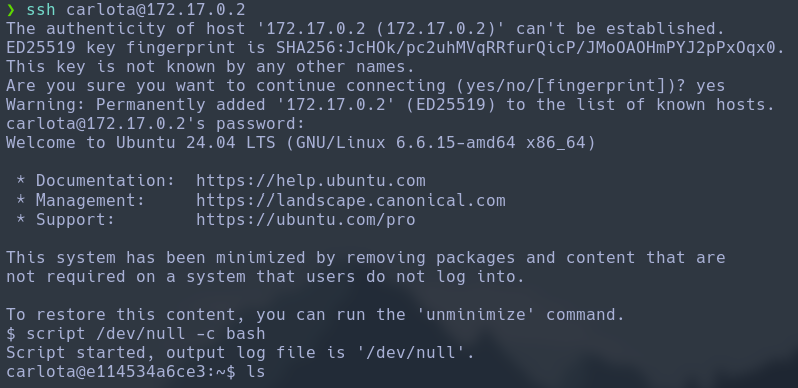 ❯ ssh carlota@172.17.0.2
The authenticity of host '172.17.0.2 (172.17.0.2)' can't be established.
ED25519 key fingerprint is SHA256:JcHOk/pc2uhMVqRRfurQicP/JMoOAOHmPYJ2pPxOqx0.
This key is not known by any other names.
Are you sure you want to continue connecting (yes/no/[fingerprint])? yes
Warning: Permanently added '172.17.0.2' (ED25519) to the list of known hosts.
carlota@172.17.0.2's password:
Welcome to Ubuntu 24.04 LTS (GNU/Linux 6.6.15-amd64 x86_64)
* Documentation:  https://help.ubuntu.com
* Management:     https://landscape.canonical.com
* Support:        https://ubuntu.com/pro
This system has been minimized by removing packages and content that are
not required on a system that users do not log into.
To restore this content, you can run the 'unminimize' command.
$ script /dev/null -c bash
Script started, output log file is '/dev/null'.
carlota@e114534a6ce3:~$ ls